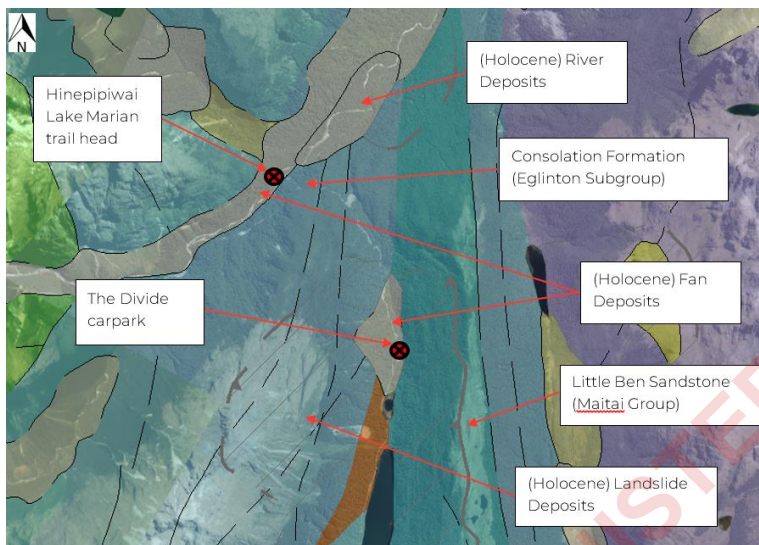 N
(Holocene) River
Deposits
Hinepipiwai
Lake Marian
trail head
Consolation Formation
(Eglinton Subgroup)
(Holocene) Fan
Deposits
The Divide
carpark
Little Ben Sandstone
(Maitai Group)
(Holocene) Landslide
Deposits